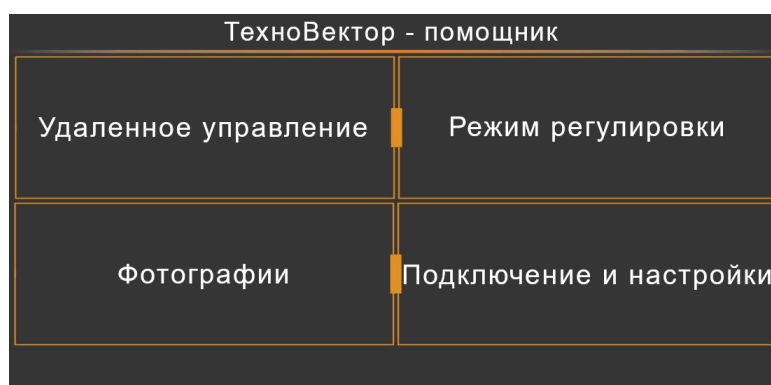 ТехноВектор - помощник
Удаленное управление
Режим регулировки
Фотографии
Подключение и настройки